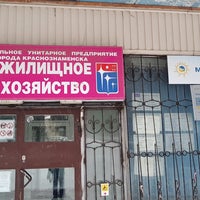 ЛЬНОЕ УНИТАРНОЕ ПРЕДПРИЯТИЕ
ГОРОДА КРАСНОЗНАМЕНСКА
ЖИЛИЩНОЕ
ХОЗЯЙСТВО
М